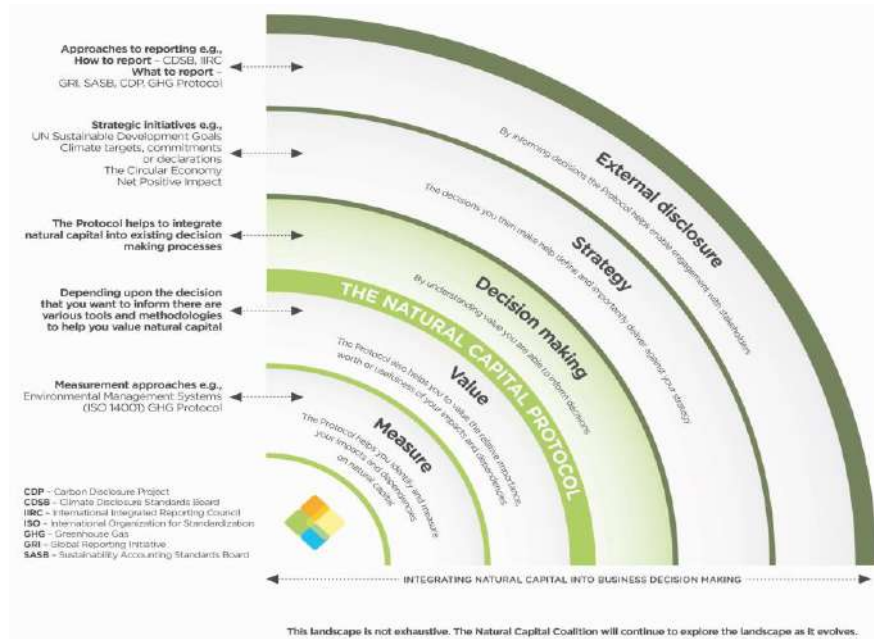 Approaches to reporting e.g.,
How to report – CDSB, IIRC
What to report –
GRI, SASB, CDP, GHG Protocol
Strategic initiatives e.g.,
UN Sustainable Development Goals
Climate targets, commitments
or declarations
The Circular Economy
Net Positive Impact
The Protocol helps to integrate
natural capital into existing decision
making processes
Depending upon the decision
that you want to inform there are
various tools and methodologies
to help you value natural capital
Measurement approaches e.g.,
Environmental Management Systems
(ISO 14001) GHG Protocol
External disclosure
By informing decisions the Protocol helps enable engagement with stakeholders
Strategy
The decisions you then make help define and importantly deliver against your strategy
Decision making
By understanding value you are able to inform decisions
THE NATURAL CAPITAL PROTOCOL
Value
The Protocol also helps you to value the relative importance,
worth or usefulness of your impacts and dependencies
Measure
The Protocol helps you identify and measure
your impacts and dependencies
on natural capital
CDP – Carbon Disclosure Project
CDSB – Climate Disclosure Standards Board
IIRC – International Integrated Reporting Council
ISO – International Organization for Standardization
GHG – Greenhouse Gas
GRI – Global Reporting Initiative
SASB – Sustainability Accounting Standards Board
INTEGRATING NATURAL CAPITAL INTO BUSINESS DECISION MAKING
This landscape is not exhaustive. The Natural Capital Coalition will continue to explore the landscape as it evolves.